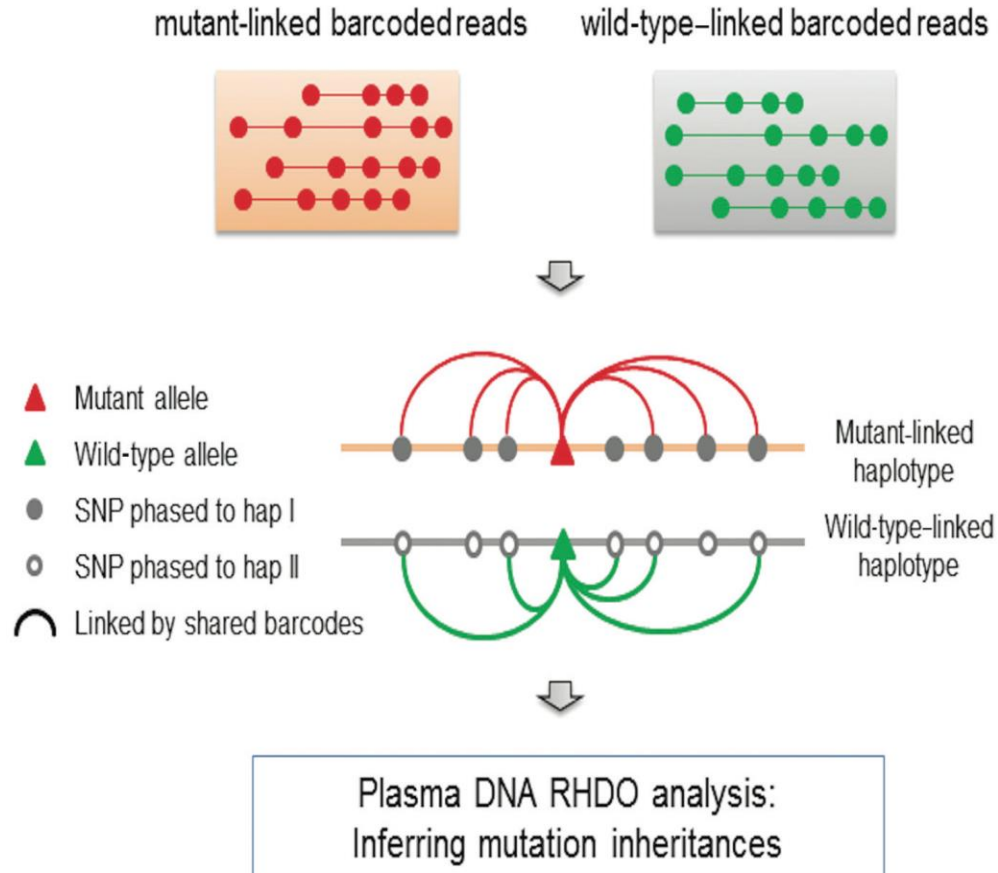 mutant-linked barcoded reads
wild-type–linked barcoded reads
Mutant allele
Wild-type allele
SNP phased to hap I
SNP phased to hap II
Linked by shared barcodes
Mutant-linked
haplotype
Wild-type–linked
haplotype
Plasma DNA RHDO analysis:
Inferring mutation inheritances